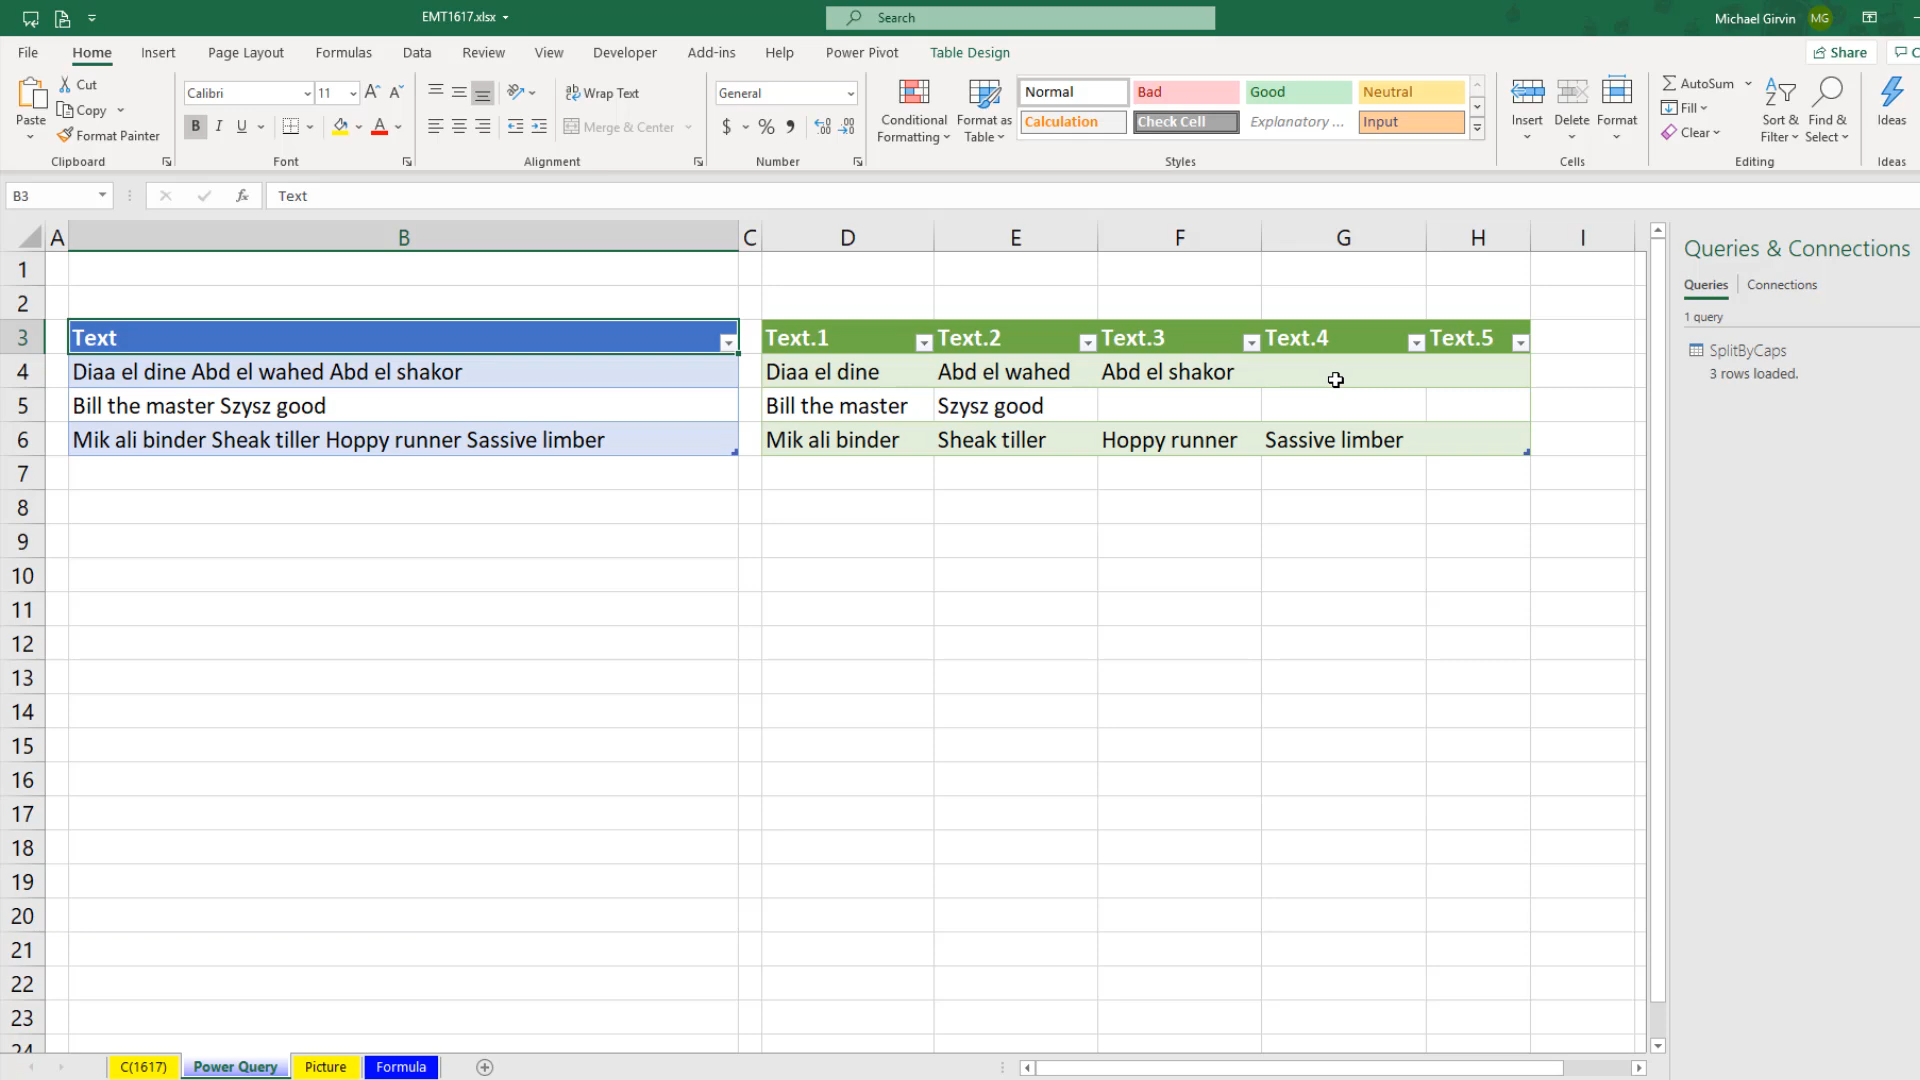 EMT1617.xlsx
Search
Michael Girvin MG
File Home Insert Page Layout Formulas Data Review View Developer Add-ins Help Power Pivot Table Design Share C
Paste
Cut
Copy
Format Painter
Clipboard
Calibri 11 A A
B I U A
Font
Wrap Text
Merge & Center
Alignment
General
$ % 9
Number
Conditional Formatting
Format as Table
Normal Bad Good Neutral
Calculation Check Cell Explanatory ... Input
Styles
Insert Delete Format
Cells
AutoSum
Fill
Clear
Sort & Filter
Find & Select
Editing
Ideas
Ideas
B3 fx Text
A B C D E F G H I
1
2
3 Text Text.1 Text.2 Text.3 Text.4 Text.5
4 Diaa el dine Abd el wahed Abd el shakor Diaa el dine Abd el wahed Abd el shakor
5 Bill the master Szysz good Bill the master Szysz good
6 Mik ali binder Sheak tiller Hoppy runner Sassive limber Mik ali binder Sheak tiller Hoppy runner Sassive limber
7
8
9
10
11
12
13
14
15
16
17
18
19
20
21
22
23
24
Queries & Connections
Queries Connections
1 query
SplitByCaps
3 rows loaded.
C(1617) Power Query Picture Formula